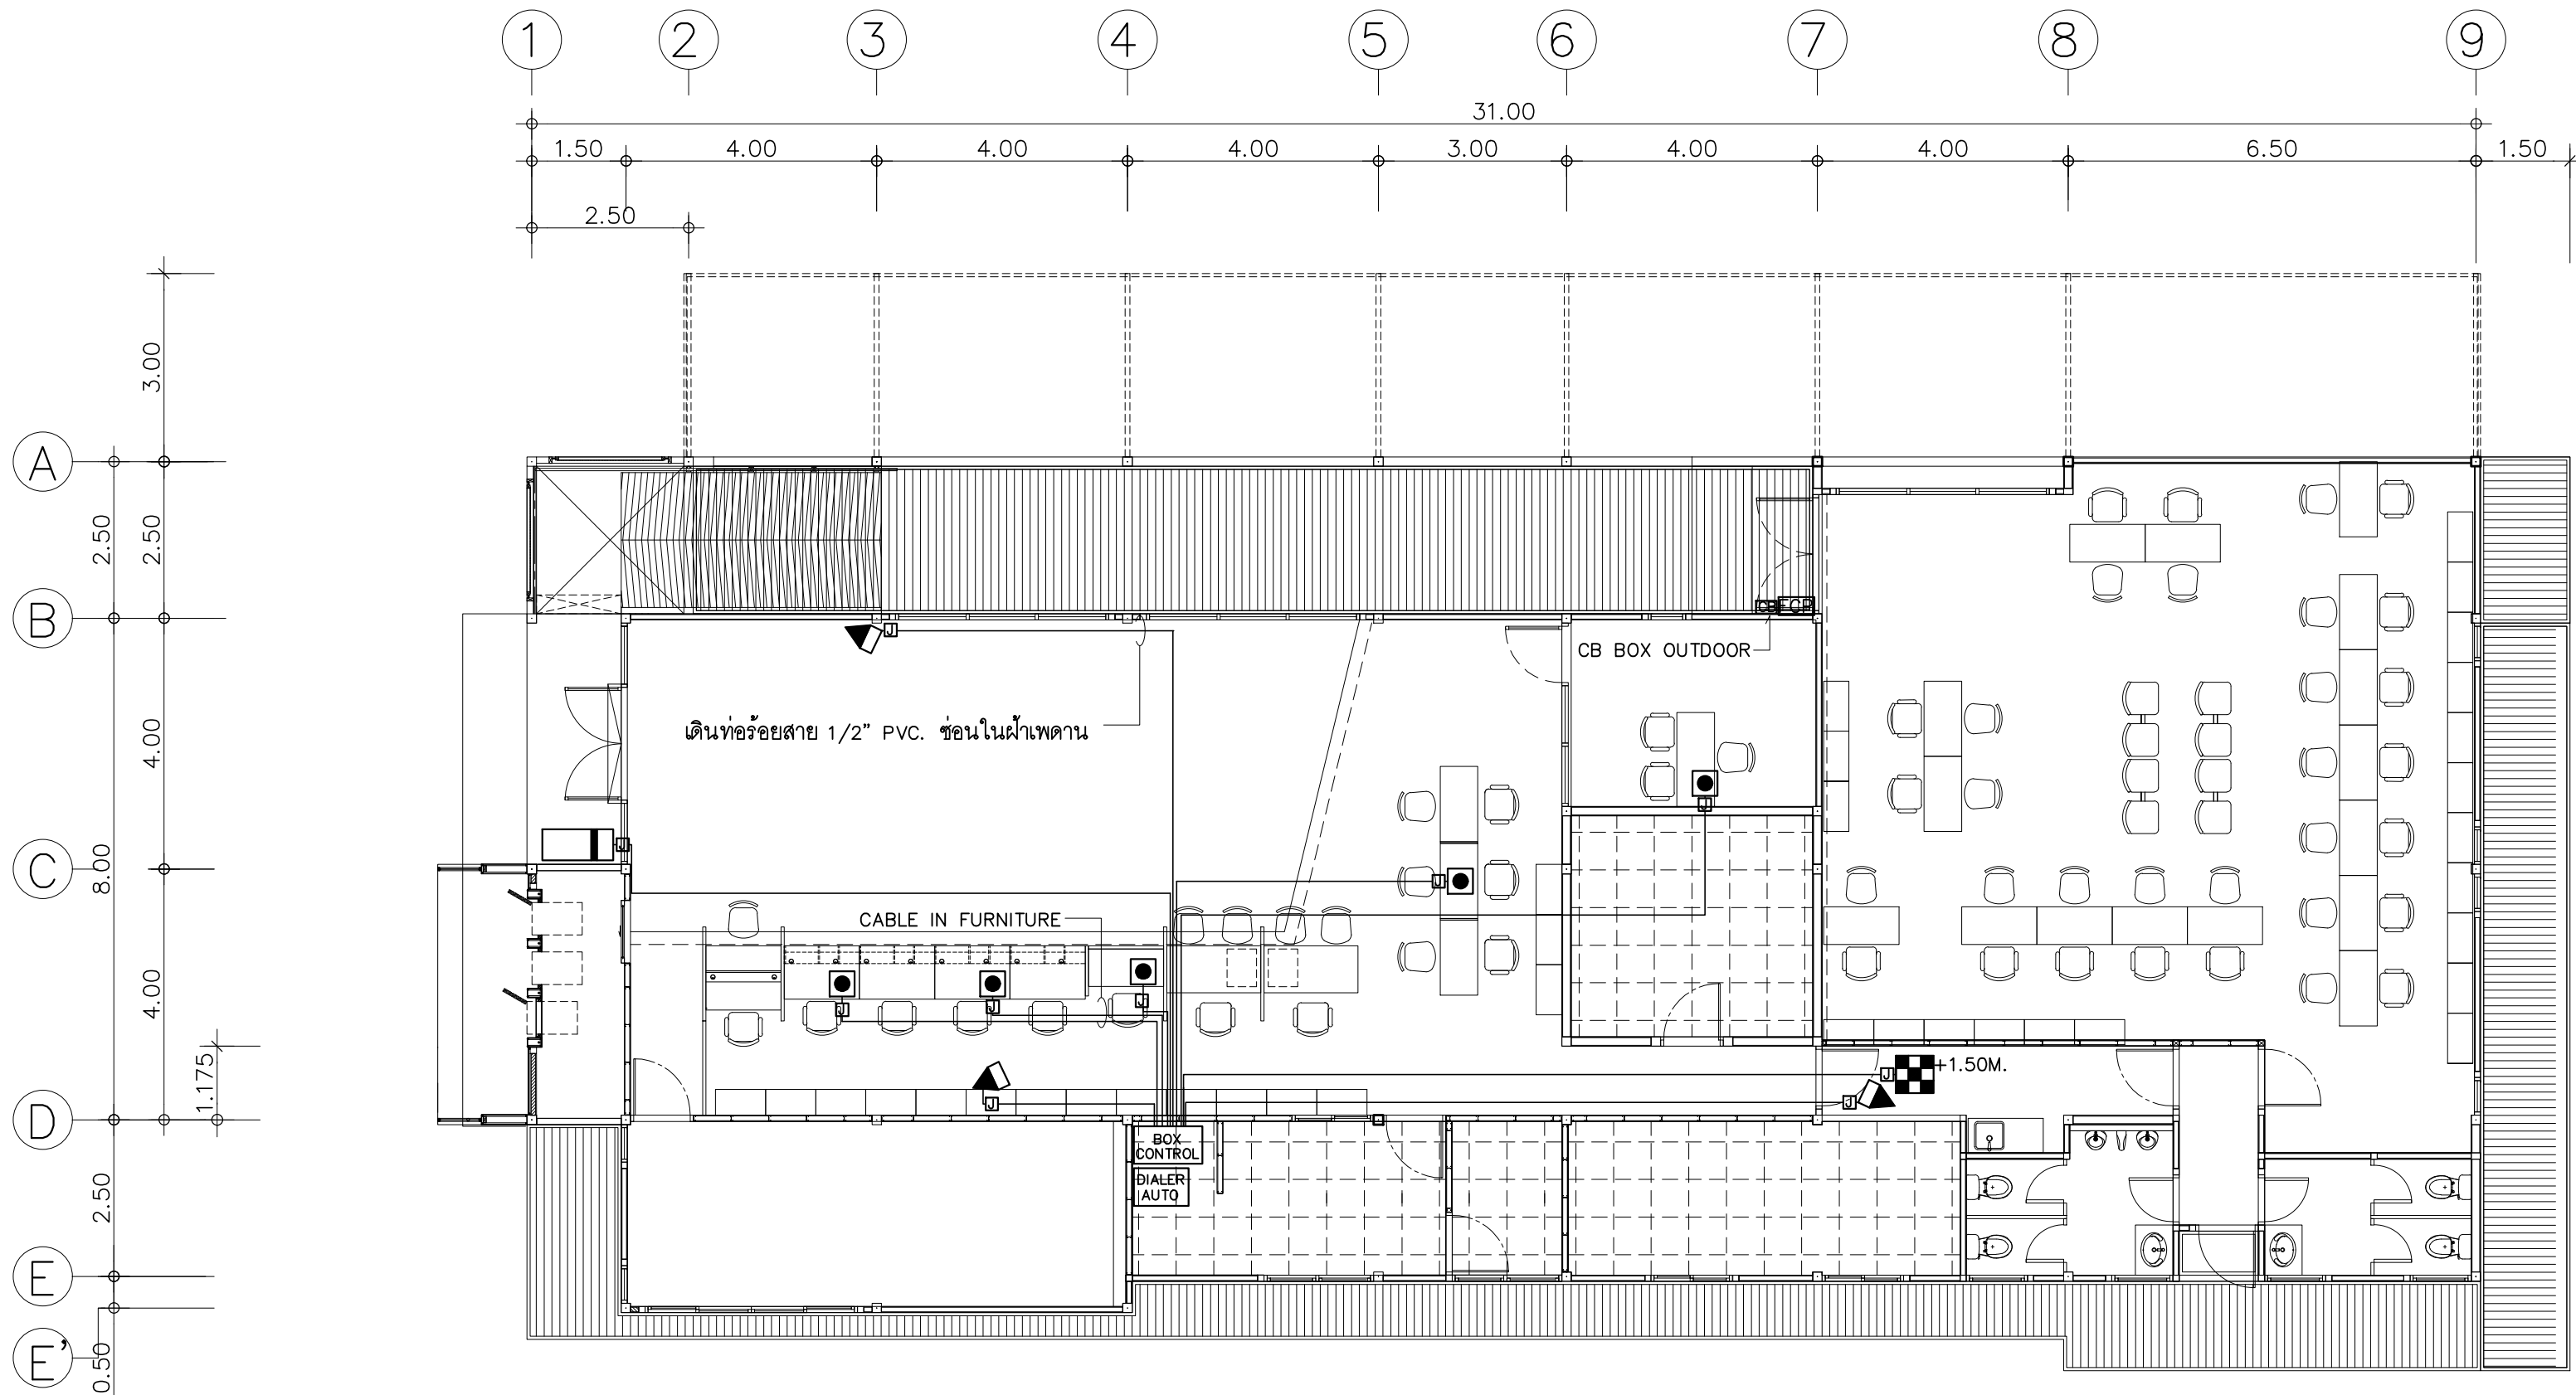 1 2 3 4 5 6 7 8 9
31.00
1.50 4.00 4.00 4.00 3.00 4.00 4.00 6.50 1.50
2.50
3.00
A
2.50 2.50
B
CB FCP
J
CB BOX OUTDOOR
4.00
เดินท่อร้อยสาย 1/2” PVC. ซ่อนในฝ้าเพดาน
J
J
C
8.00
J
CABLE IN FURNITURE
4.00
J J J
1.175
+1.50M.
J
J J
D
BOX
CONTROL
DIALER
AUTO
2.50
E
E’
0.50